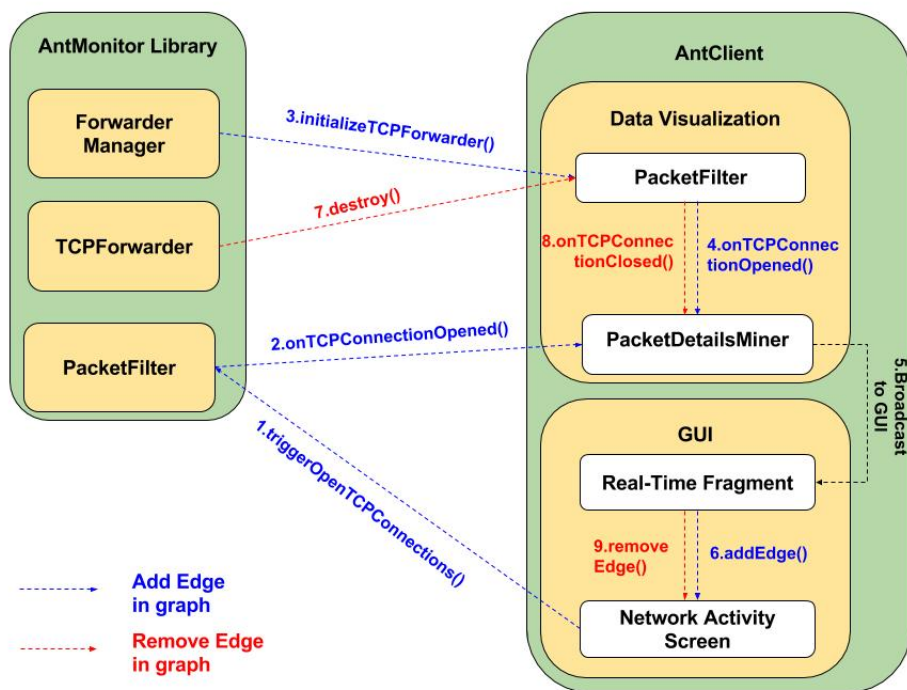 AntMonitor Library
Forwarder
Manager
TCPForwarder
PacketFilter
3.initializeTCPForwarder()
7.destroy()
2.onTCPConnectionOpened()
1.triggerOpenTCPConnections()
AntClient
Data Visualization
PacketFilter
8.onTCPConnec
tionClosed()
4.onTCPConnec
tionOpened()
PacketDetailsMiner
5.Broadcast
to GUI
GUI
Real-Time Fragment
9.remove
Edge()
6.addEdge()
Network Activity
Screen
Add Edge
in graph
Remove Edge
in graph